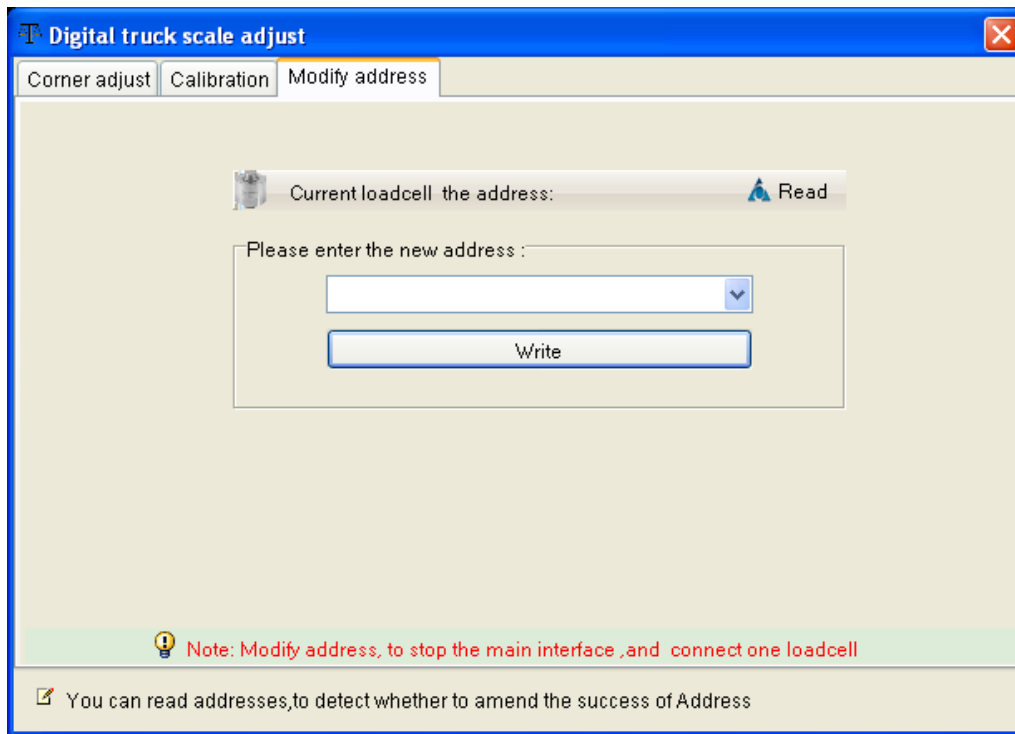 Digital truck scale adjust
Corner adjust Calibration Modify address
Current loadcell the address: Read
Please enter the new address :
Write
Note: Modify address, to stop the main interface ,and connect one loadcell
You can read addresses,to detect whether to amend the success of Address